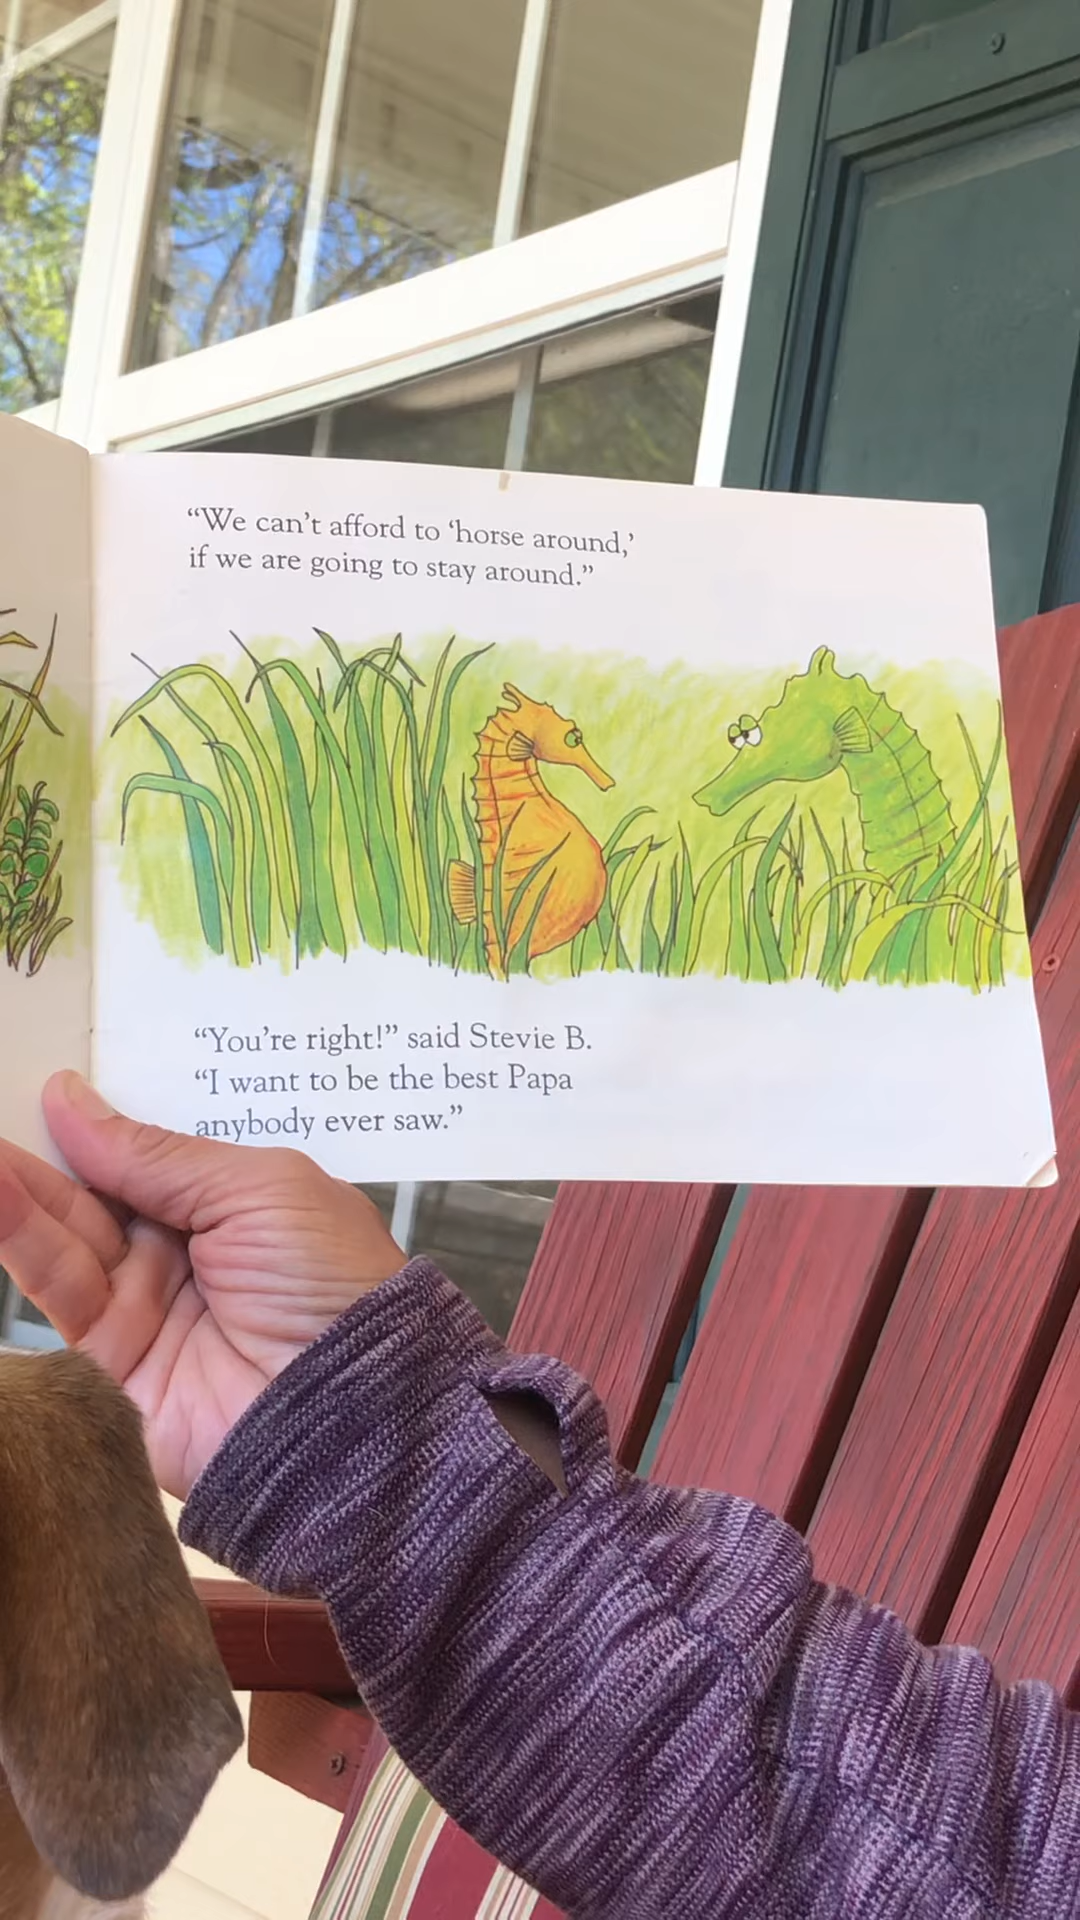 “We can’t afford to ‘horse around,’
if we are going to stay around.”
“You’re right!” said Stevie B.
“I want to be the best Papa
anybody ever saw.”